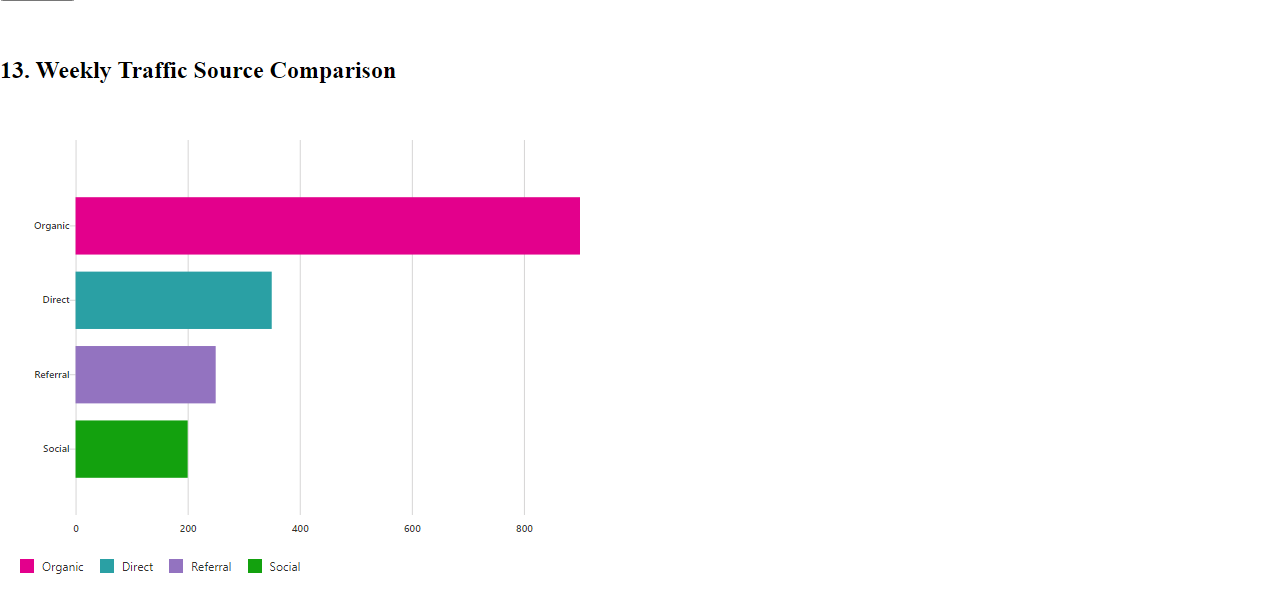 13. Weekly Traffic Source Comparison
Organic
Direct
Referral
Social
0 200 400 600 800
Organic Direct Referral Social